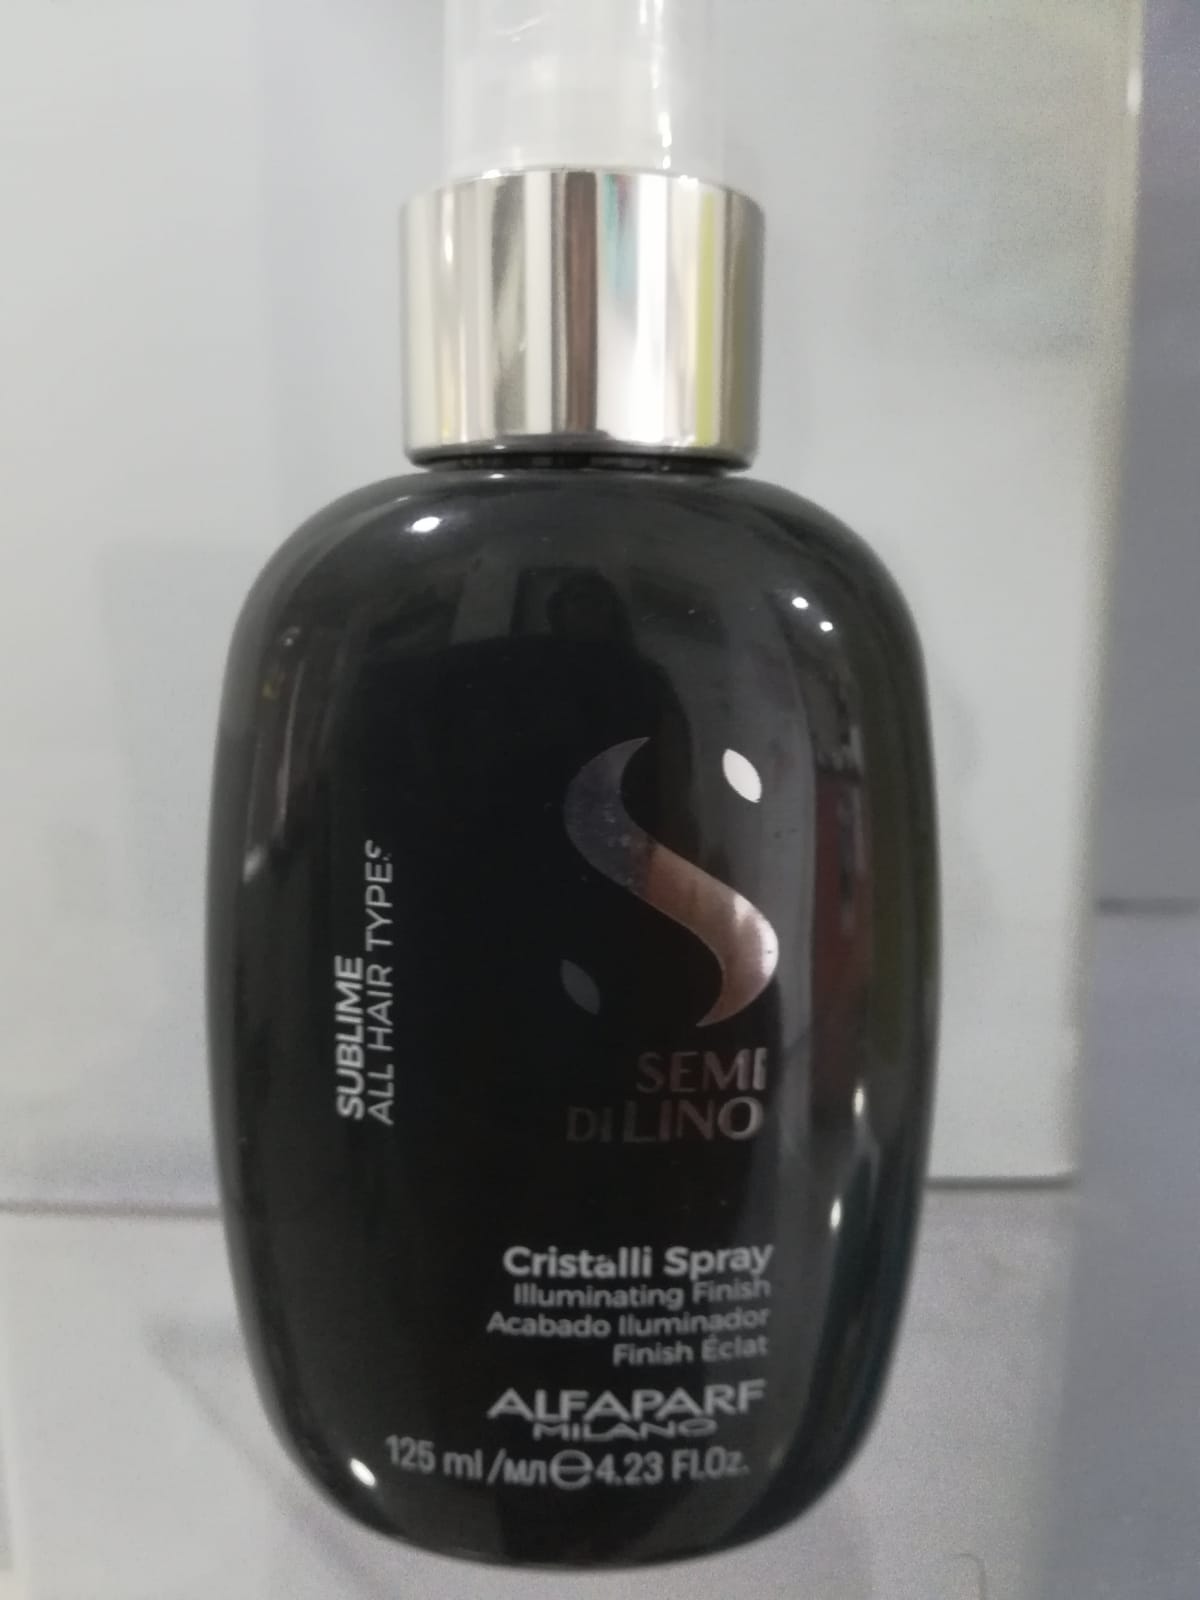 SUBLIME
ALL HAIR TYPES
SEMI
DI LINO
Cristalli Spray
Illuminating Finish
Acabado Iluminador
Finish Éclat
ALFAPARF
MILANO
125 ml /мл ℮ 4.23 Fl.Oz.